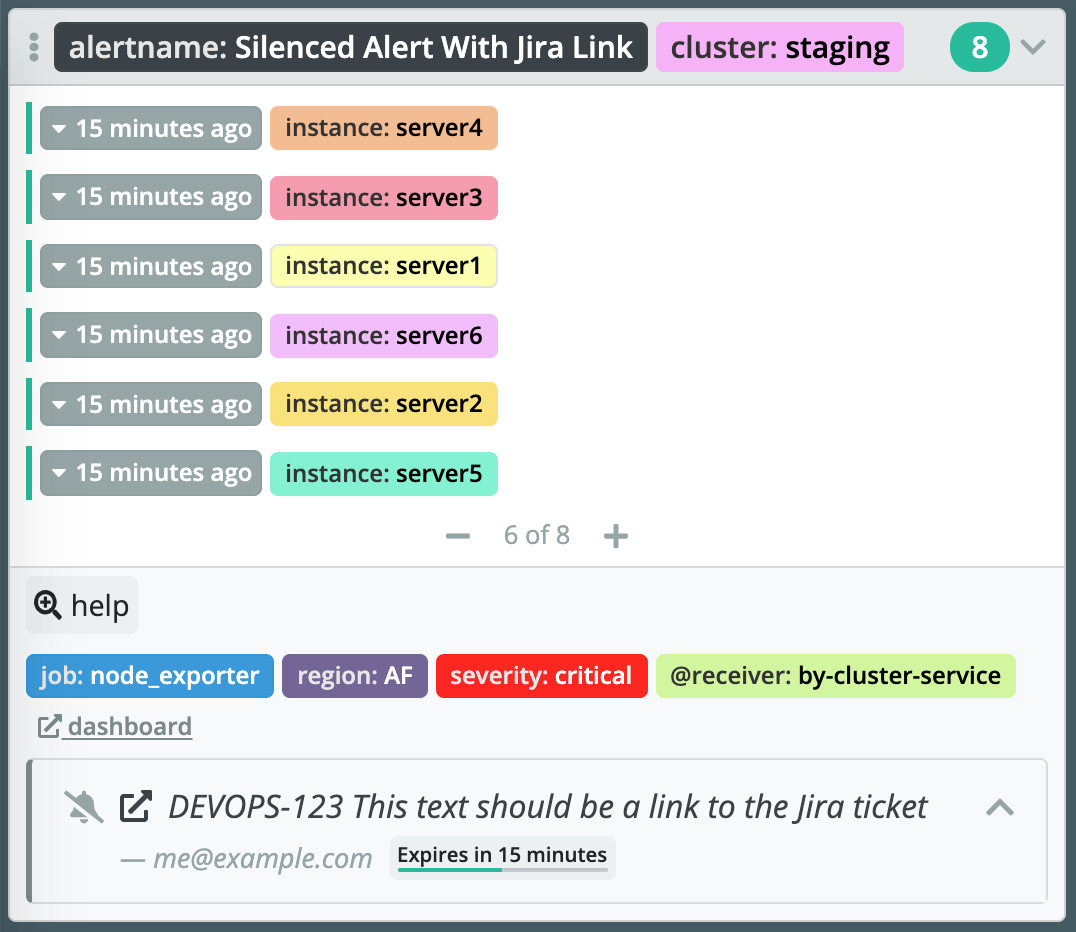 alertname: Silenced Alert With Jira Link cluster: staging 8
15 minutes ago instance: server4
15 minutes ago instance: server3
15 minutes ago instance: server1
15 minutes ago instance: server6
15 minutes ago instance: server2
15 minutes ago instance: server5
6 of 8
help
job: node_exporter region: AF severity: critical @receiver: by-cluster-service
dashboard
DEVOPS-123 This text should be a link to the Jira ticket
— me@example.com Expires in 15 minutes